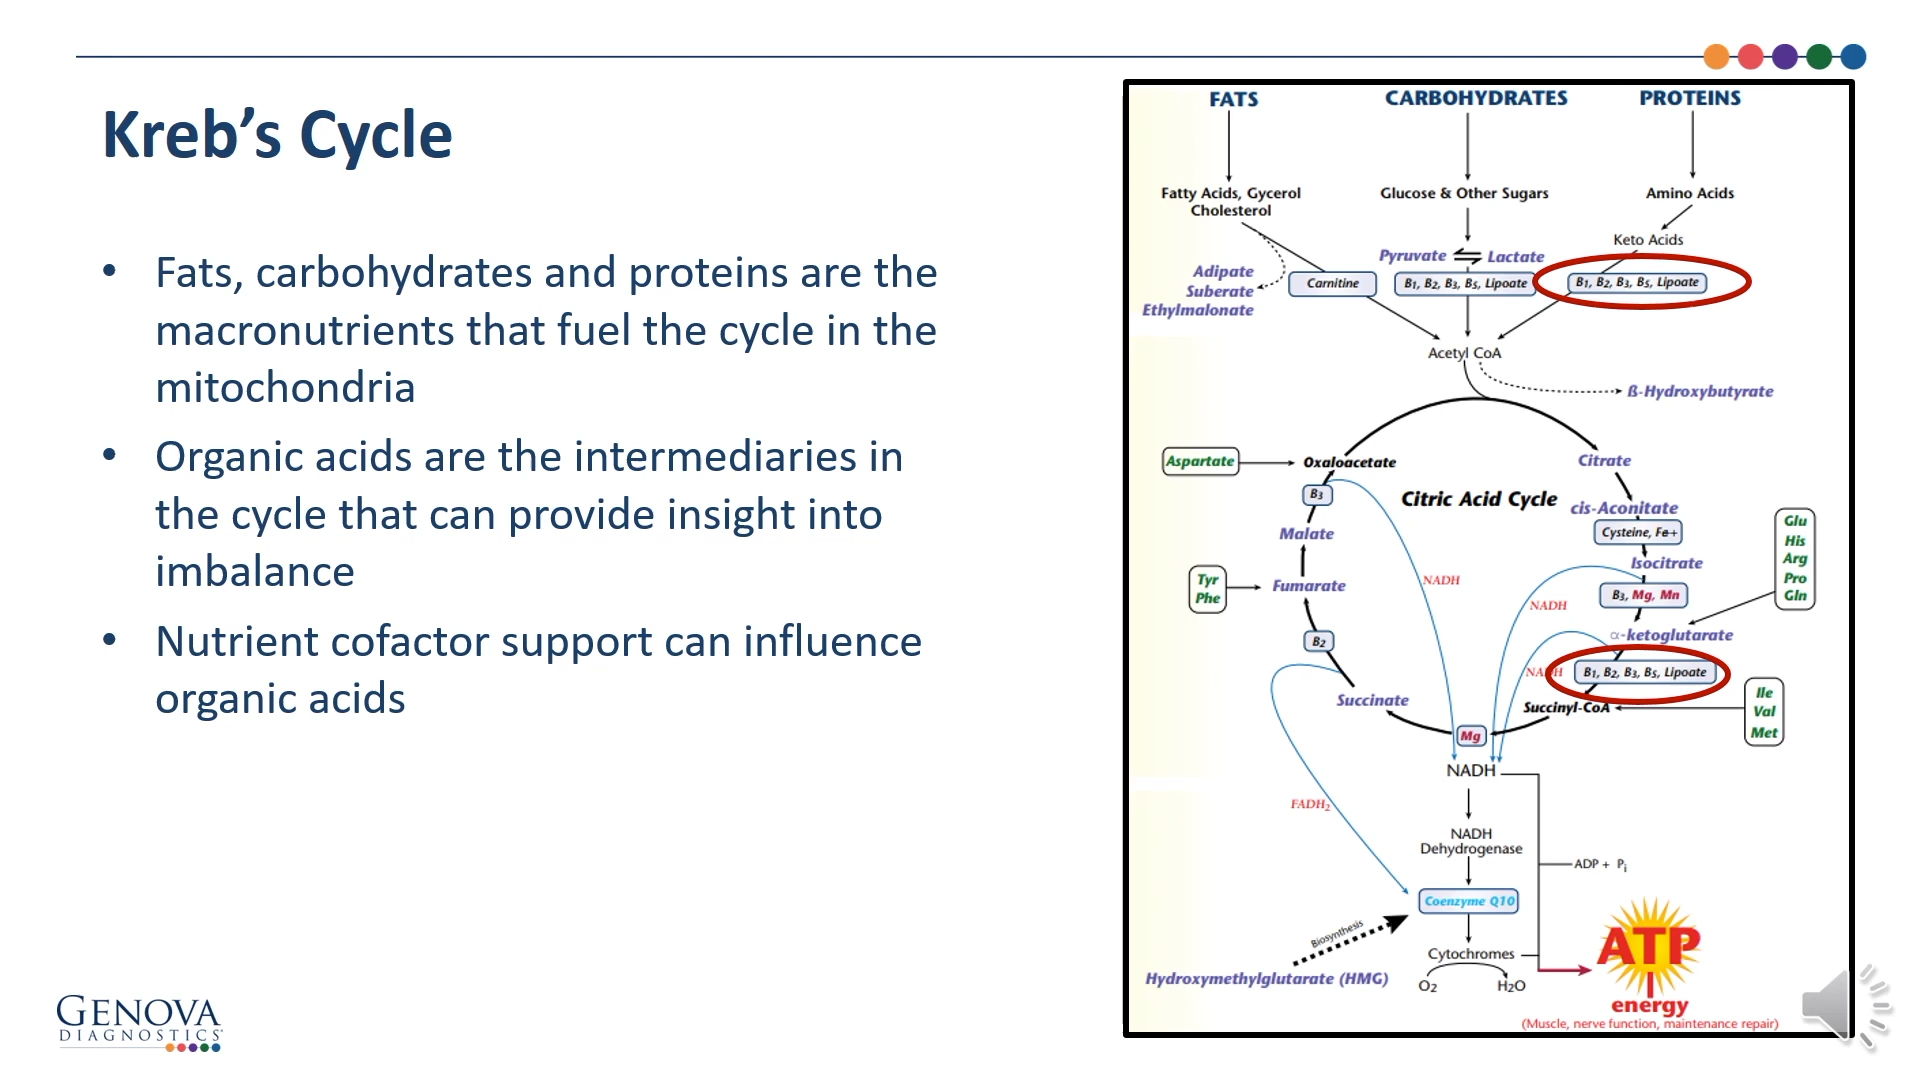 Kreb’s Cycle
• Fats, carbohydrates and proteins are the
macronutrients that fuel the cycle in the
mitochondria
• Organic acids are the intermediaries in
the cycle that can provide insight into
imbalance
• Nutrient cofactor support can influence
organic acids
GENOVA
DIAGNOSTICS
FATS CARBOHYDRATES PROTEINS
Fatty Acids, Gycerol
Cholesterol
Glucose & Other Sugars
Amino Acids
Keto Acids
Pyruvate Lactate
Adipate
Suberate
Ethylmalonate
Carnitine
B1, B2, B3, B5, Lipoate
B1, B2, B3, B5, Lipoate
Acetyl CoA
ß-Hydroxybutyrate
Aspartate
Oxaloacetate
Citrate
B3
Citric Acid Cycle
cis-Aconitate
Cysteine, Fe+
Malate
Isocitrate
Glu
His
Arg
Pro
Gln
Tyr
Phe
Fumarate
NADH
NADH
B3, Mg, Mn
α-ketoglutarate
B2
NADH
B1, B2, B3, B5, Lipoate
Succinate
Succinyl-CoA
Ile
Val
Met
Mg
NADH
FADH2
NADH
Dehydrogenase
ADP + Pi
Coenzyme Q10
Biosynthesis
Cytochromes
Hydroxymethylglutarate (HMG)
O2 H2O
ATP
energy
(Muscle, nerve function, maintenance repair)